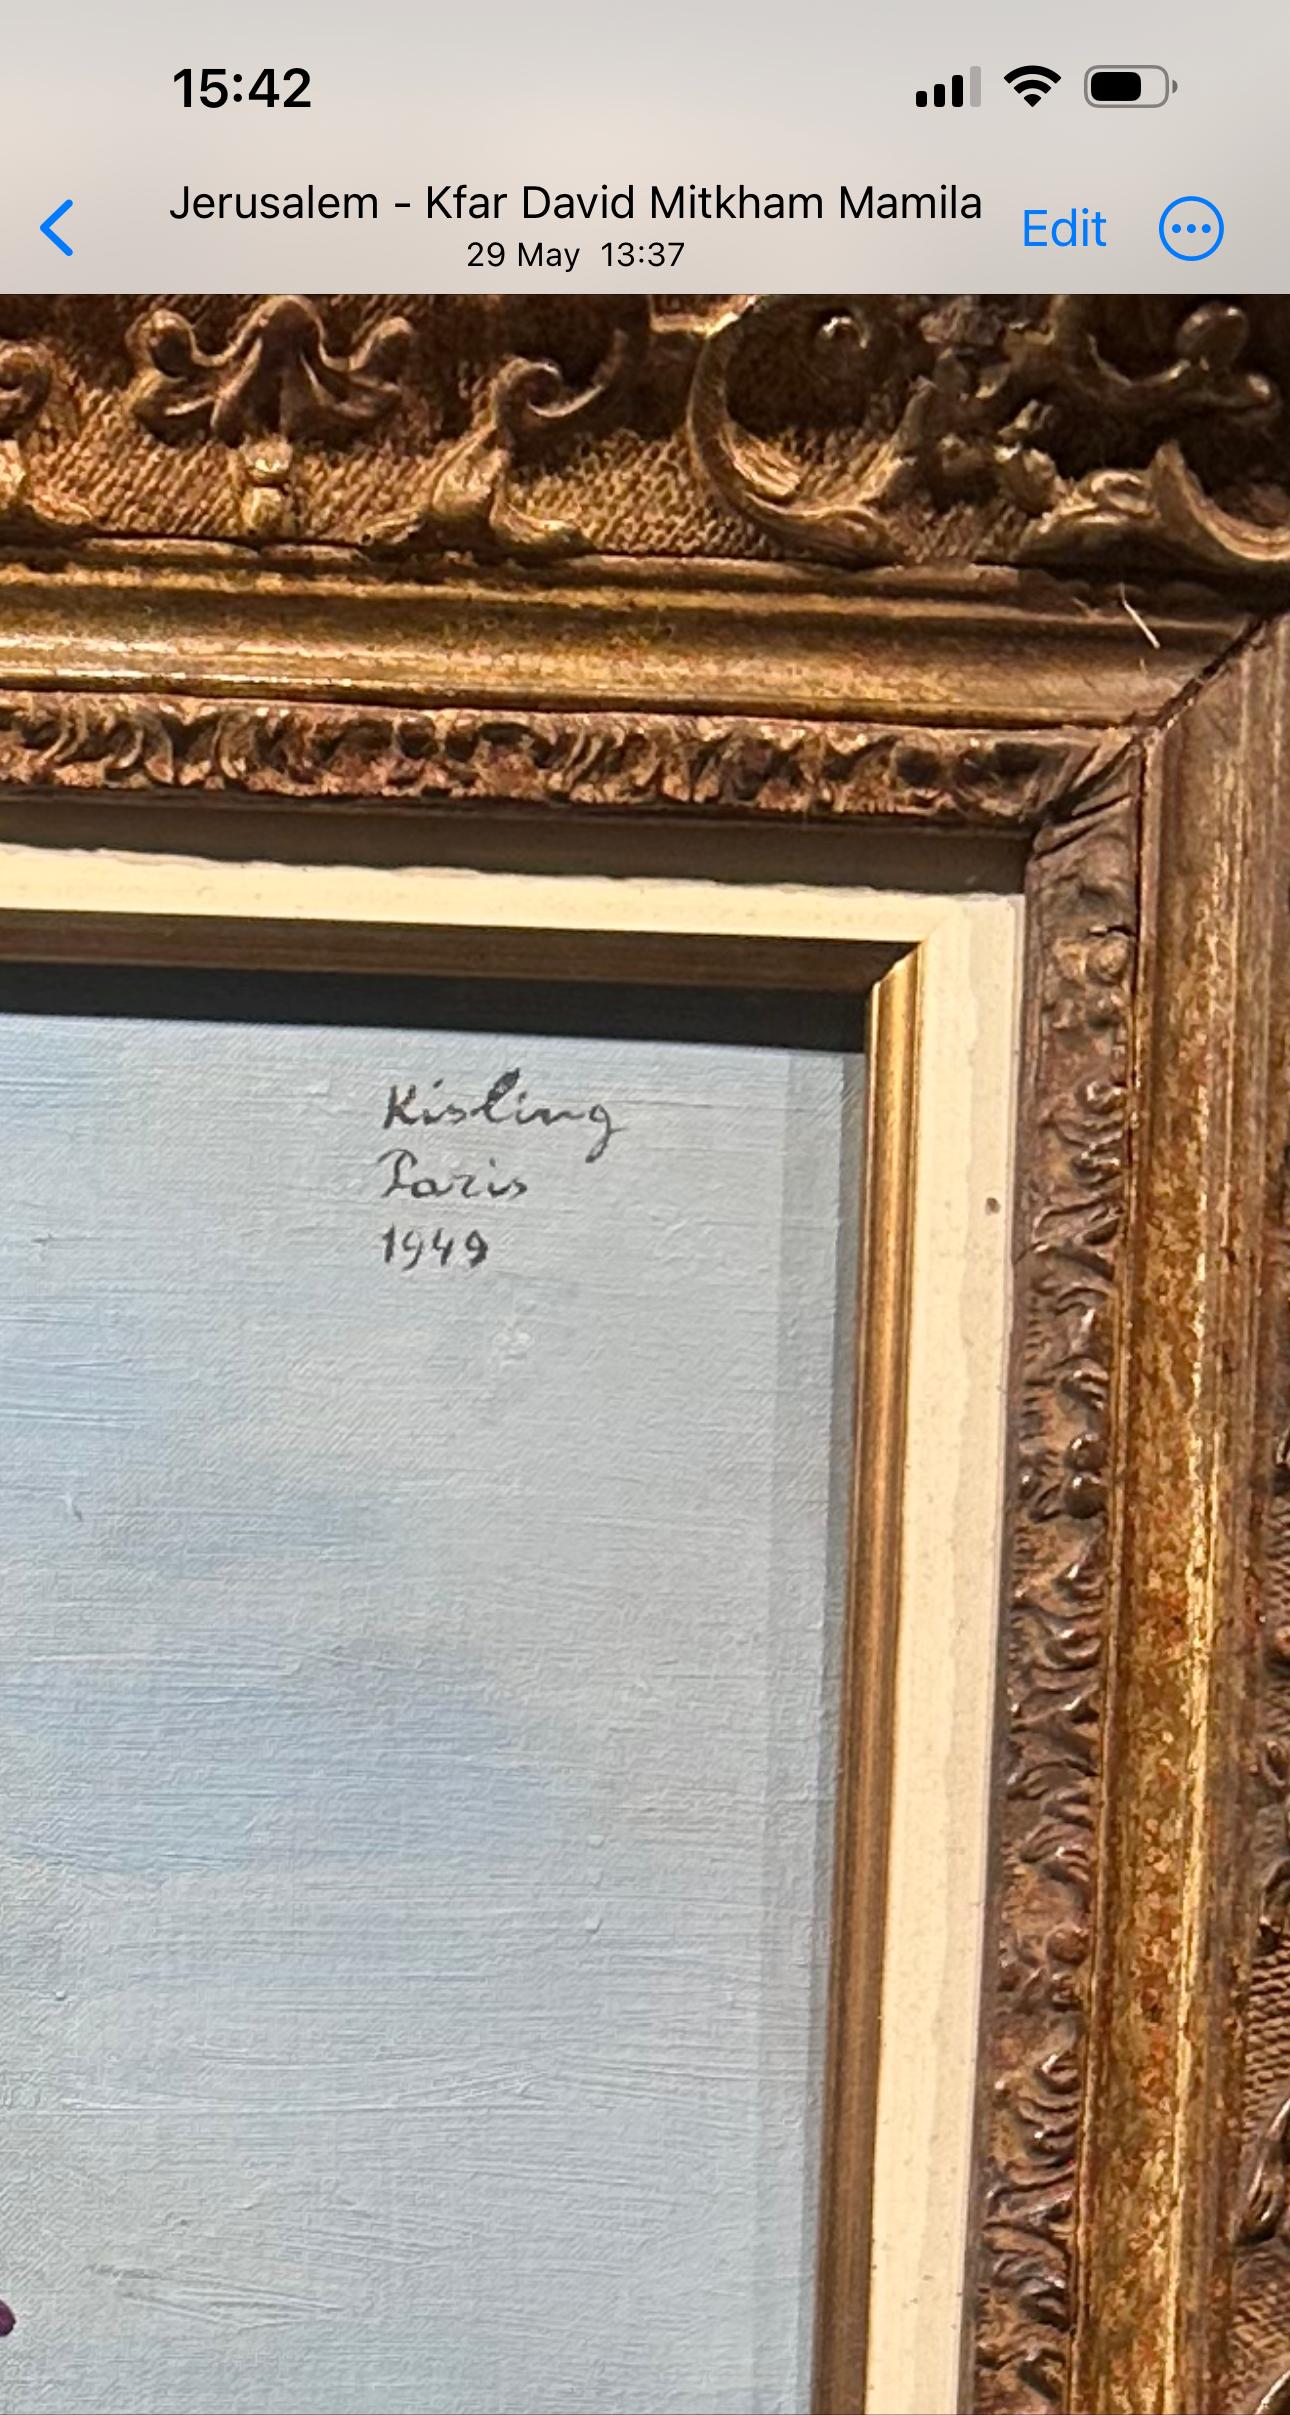 15:42
Jerusalem - Kfar David Mitkham Mamila
29 May 13:37
Edit
Kisling
Paris
1949